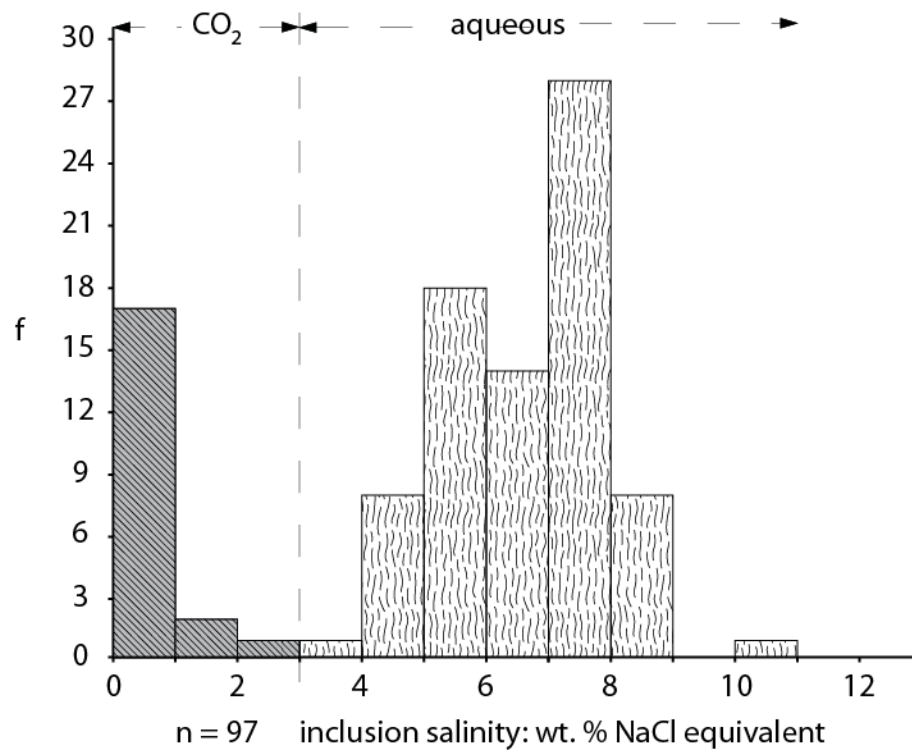 CO₂ aqueous
30
27
24
21
18
15
12
9
6
3
0
f
0 2 4 6 8 10 12
n = 97 inclusion salinity: wt. % NaCl equivalent